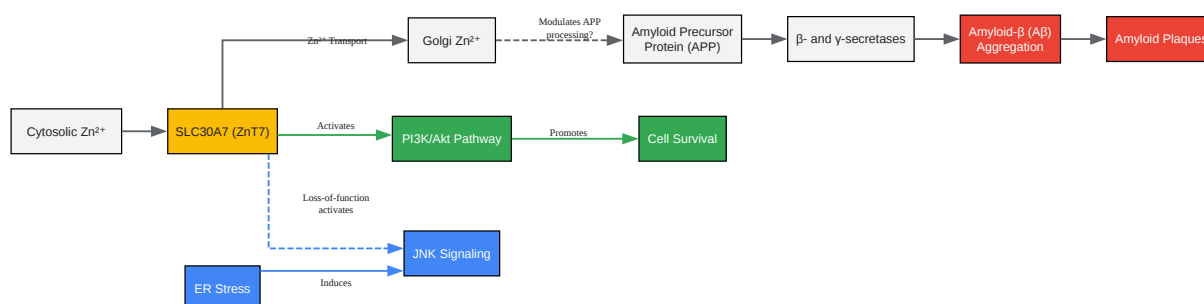 Zn²⁺ Transport
Golgi Zn²⁺
Modulates APP
processing?
Amyloid Precursor
Protein (APP)
β- and γ-secretases
Amyloid-β (Aβ)
Aggregation
Amyloid Plaques
Cytosolic Zn²⁺
SLC30A7 (ZnT7)
Activates
PI3K/Akt Pathway
Promotes
Cell Survival
Loss-of-function
activates
JNK Signaling
ER Stress
Induces